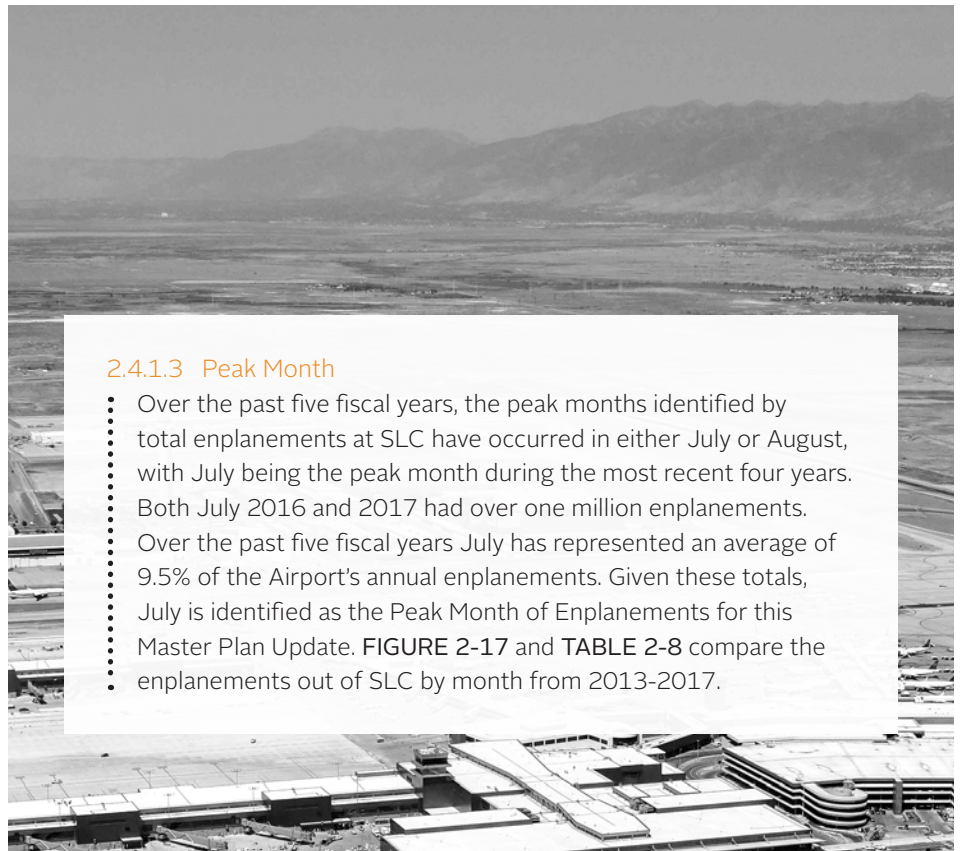 2.4.1.3 Peak Month
Over the past five fiscal years, the peak months identified by
total enplanements at SLC have occurred in either July or August,
with July being the peak month during the most recent four years.
Both July 2016 and 2017 had over one million enplanements.
Over the past five fiscal years July has represented an average of
9.5% of the Airport's annual enplanements. Given these totals,
July is identified as the Peak Month of Enplanements for this
Master Plan Update. FIGURE 2-17 and TABLE 2-8 compare the
enplanements out of SLC by month from 2013-2017.